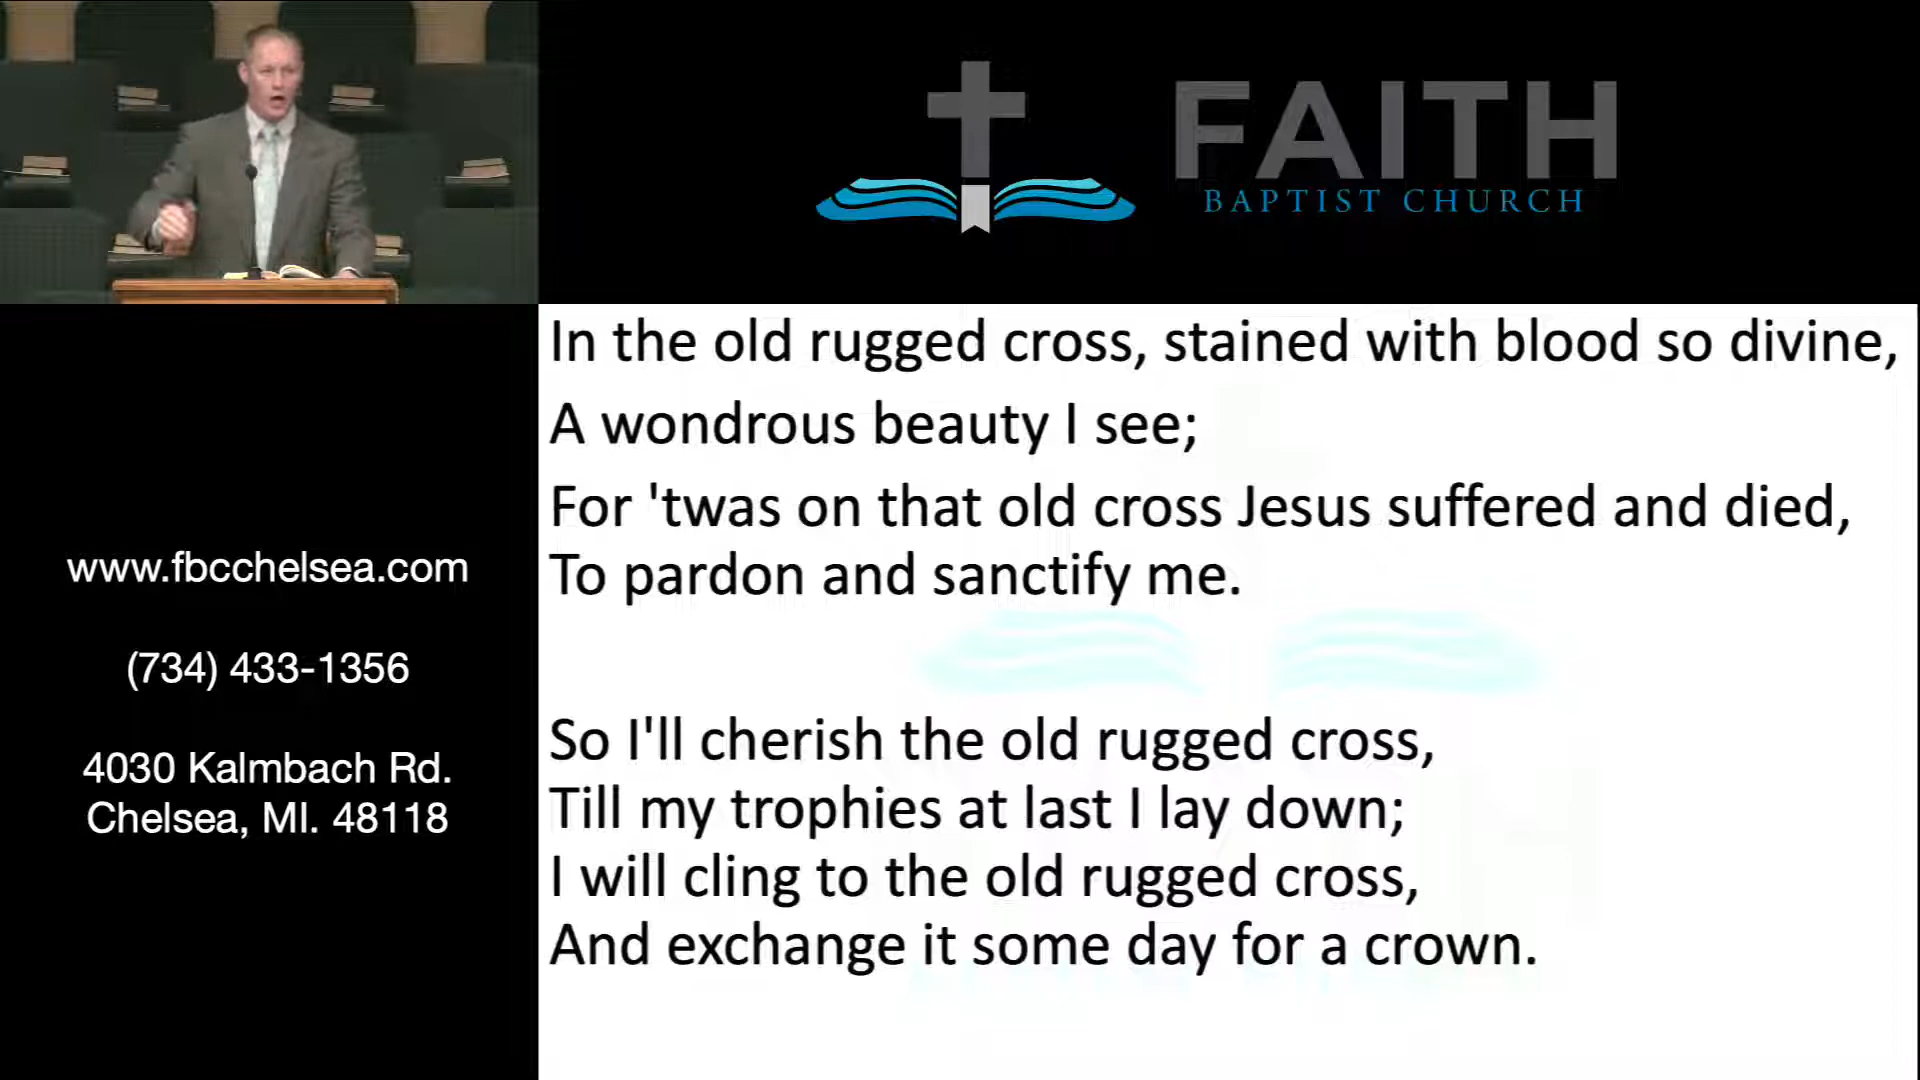 FAITH
BAPTIST CHURCH
In the old rugged cross, stained with blood so divine,
A wondrous beauty I see;
For 'twas on that old cross Jesus suffered and died,
To pardon and sanctify me.
So I'll cherish the old rugged cross,
Till my trophies at last I lay down;
I will cling to the old rugged cross,
And exchange it some day for a crown.
www.fbcchelsea.com
(734) 433-1356
4030 Kalmbach Rd.
Chelsea, MI. 48118